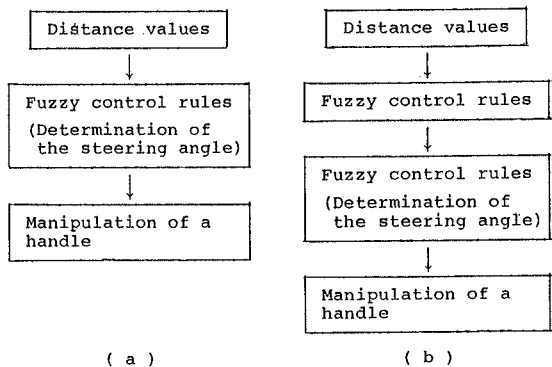 Distance values
Fuzzy control rules
(Determination of
the steering angle)
Manipulation of a
handle
( a )
Distance values
Fuzzy control rules
Fuzzy control rules
(Determination of
the steering angle)
Manipulation of a
handle
( b )